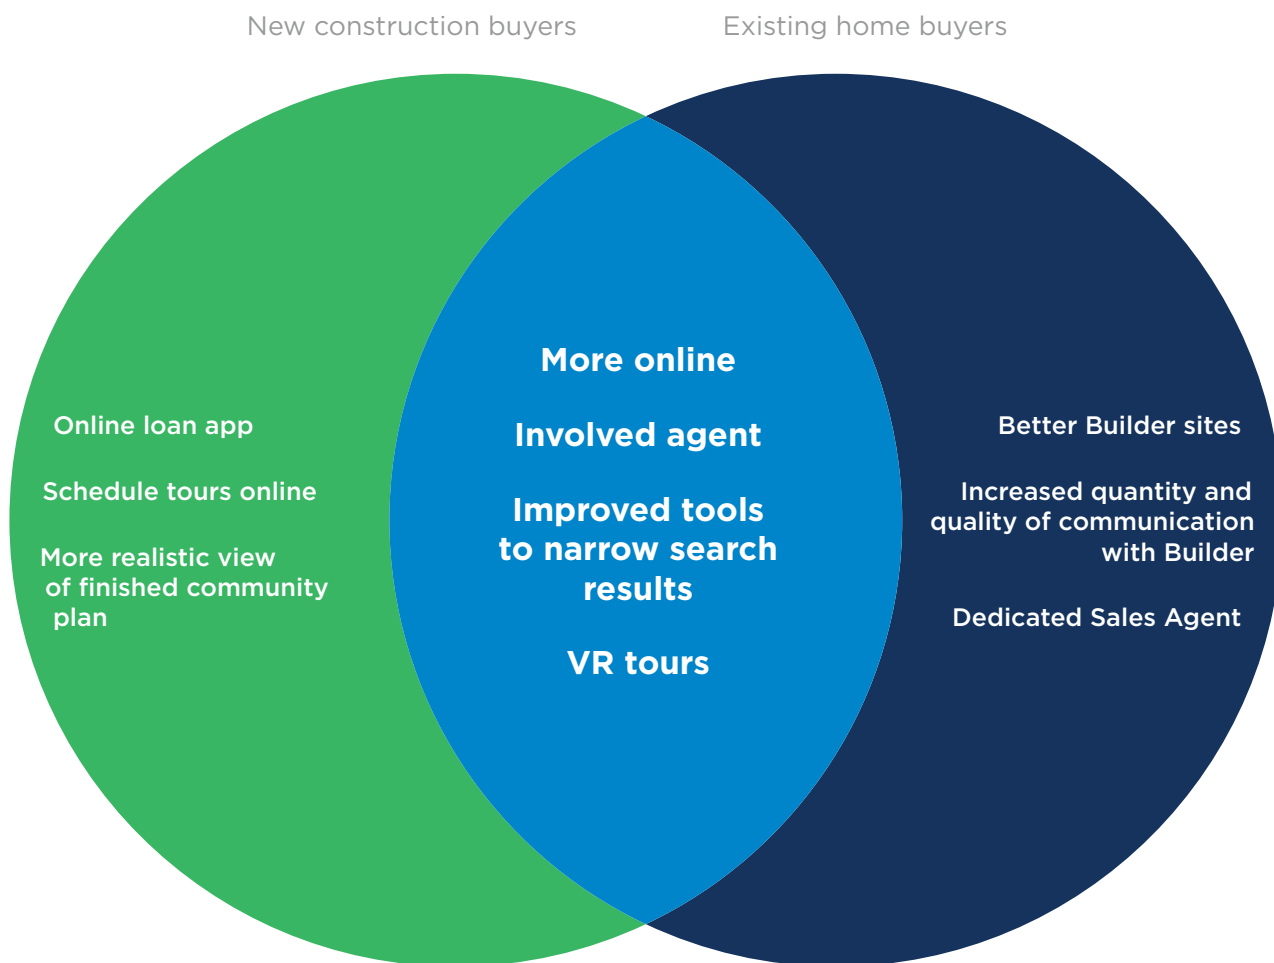 New construction buyers
Existing home buyers
Online loan app
Schedule tours online
More realistic view
of finished community
plan
More online
Involved agent
Improved tools
to narrow search
results
VR tours
Better Builder sites
Increased quantity and
quality of communication
with Builder
Dedicated Sales Agent